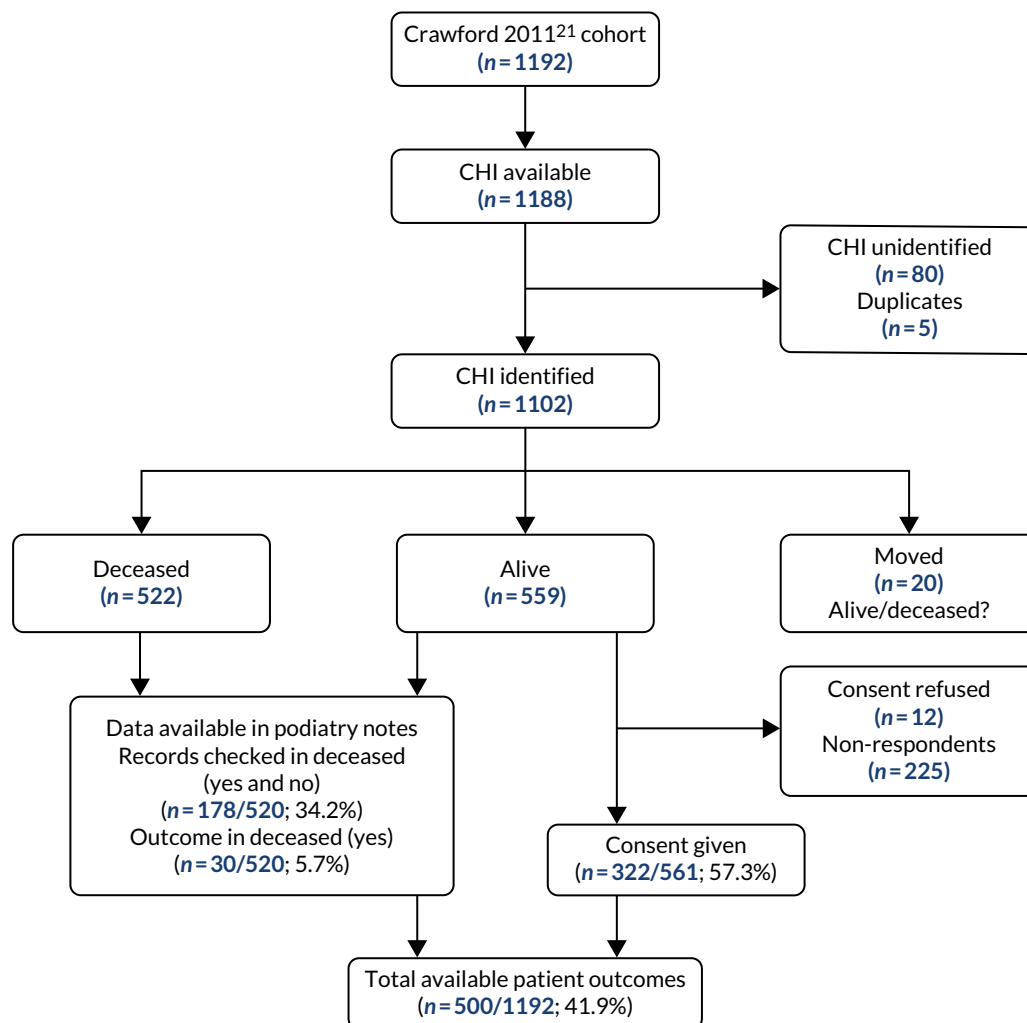 Crawford 2011²¹ cohort
(n=1192)
CHI available
(n=1188)
CHI unidentified
(n=80)
Duplicates
(n=5)
CHI identified
(n=1102)
Deceased
(n=522)
Alive
(n=559)
Moved
(n=20)
Alive/deceased?
Data available in podiatry notes
Records checked in deceased
(yes and no)
(n=178/520; 34.2%)
Outcome in deceased (yes)
(n=30/520; 5.7%)
Consent refused
(n=12)
Non-respondents
(n=225)
Consent given
(n=322/561; 57.3%)
Total available patient outcomes
(n=500/1192; 41.9%)